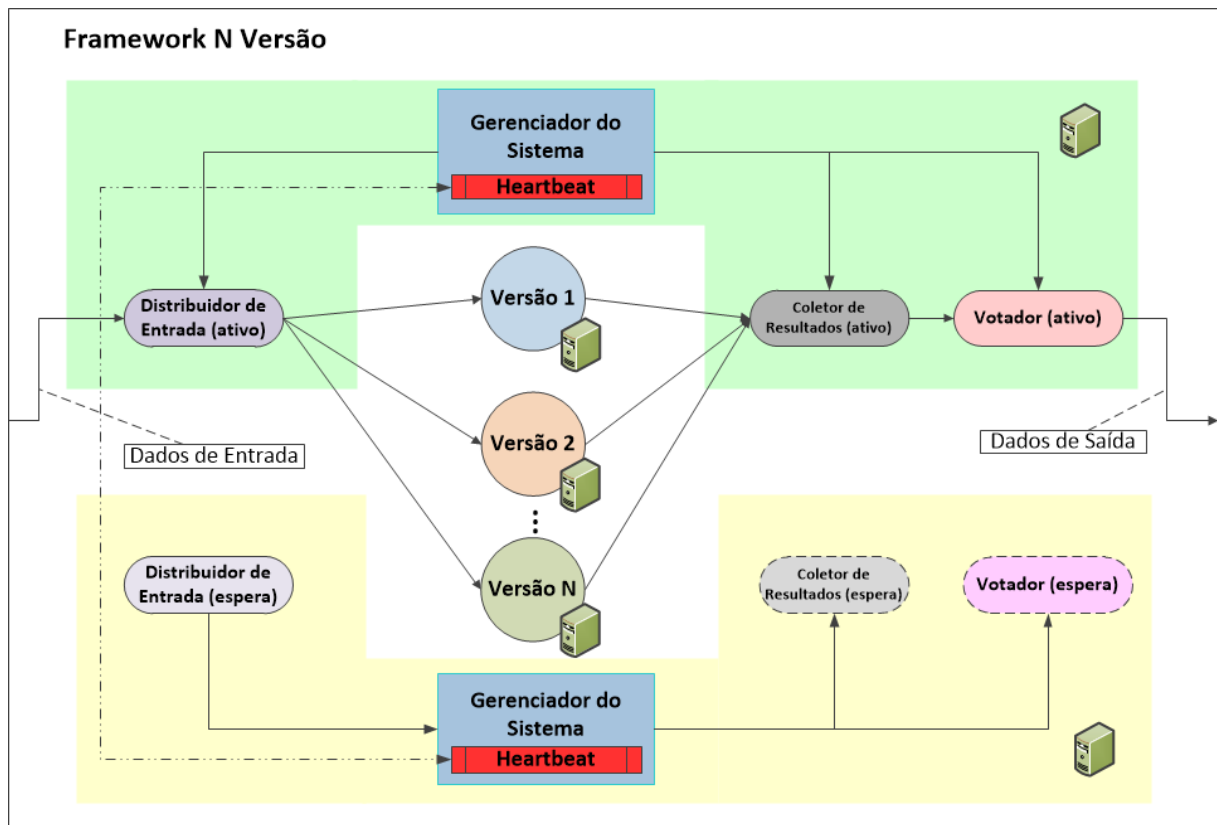 Framework N Versão
Gerenciador do
Sistema
Heartbeat
Distribuidor de
Entrada (ativo)
Versão 1
Coletor de
Resultados (ativo)
Votador (ativo)
Versão 2
Dados de Entrada
Dados de Saída
Distribuidor de
Entrada (espera)
Versão N
Coletor de
Resultados (espera)
Votador (espera)
Gerenciador do
Sistema
Heartbeat